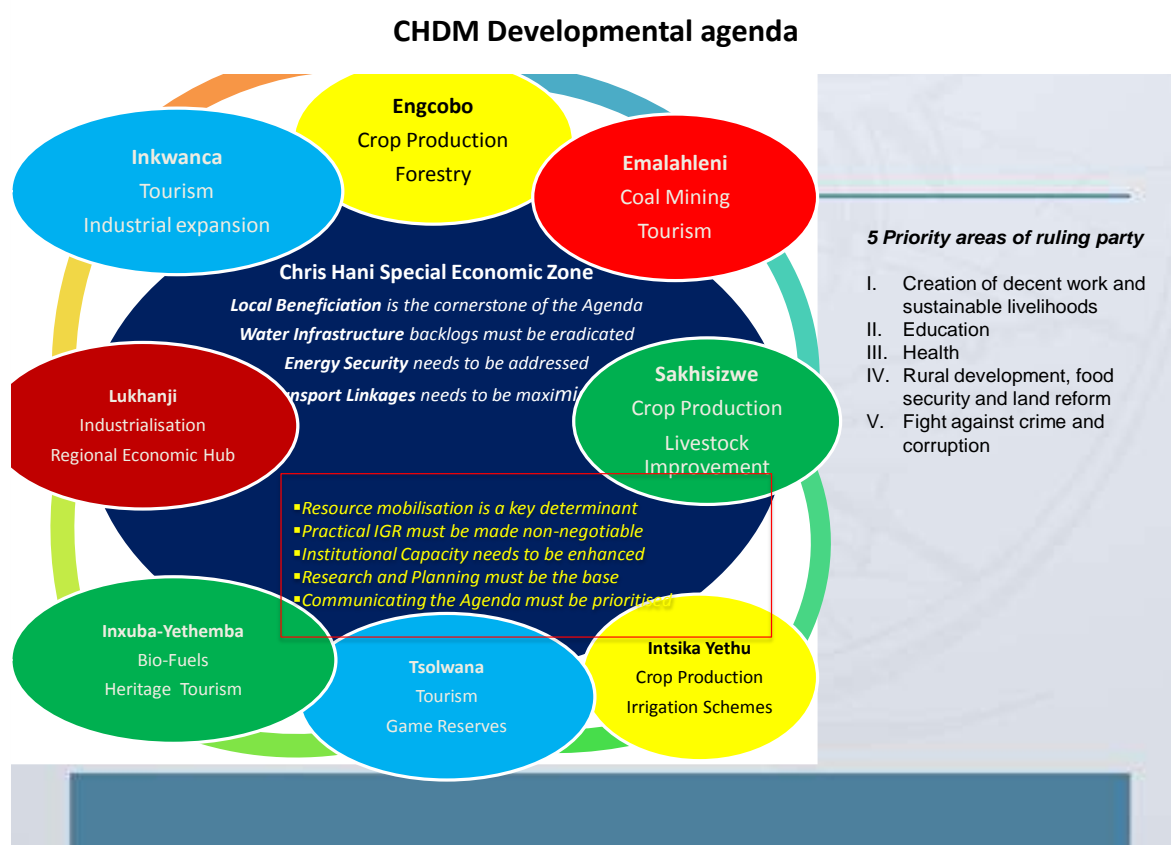 CHDM Developmental agenda
Engcobo
Crop Production
Forestry
Inkwanca
Tourism
Industrial expansion
Emalahleni
Coal Mining
Tourism
Chris Hani Special Economic Zone
Local Beneficiation is the cornerstone of the Agenda
Water Infrastructure backlogs must be eradicated
Energy Security needs to be addressed
nsport Linkages needs to be maximi
Lukhanji
Industrialisation
Regional Economic Hub
Sakhisizwe
Crop Production
Livestock
Improvement
▪Resource mobilisation is a key determinant
▪Practical IGR must be made non-negotiable
▪Institutional Capacity needs to be enhanced
▪Research and Planning must be the base
▪Communicating the Agenda must be prioritised
Inxuba-Yethemba
Bio-Fuels
Heritage Tourism
Tsolwana
Tourism
Game Reserves
Intsika Yethu
Crop Production
Irrigation Schemes
5 Priority areas of ruling party
I. Creation of decent work and
sustainable livelihoods
II. Education
III. Health
IV. Rural development, food
security and land reform
V. Fight against crime and
corruption